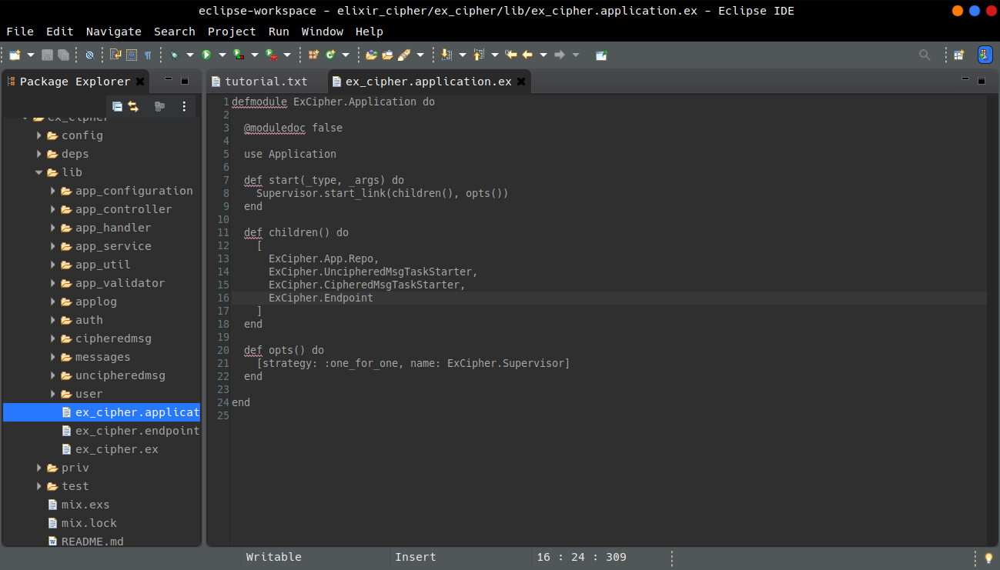 eclipse-workspace - elixir_cipher/ex_cipher/lib/ex_cipher.application.ex - Eclipse IDE
File Edit Navigate Search Project Run Window Help
Package Explorer
tutorial.txt
ex_cipher.application.ex
ex_cipher
config
deps
lib
app_configuration
app_controller
app_handler
app_service
app_util
app_validator
applog
auth
cipheredmsg
messages
uncipheredmsg
user
ex_cipher.applicat
ex_cipher.endpoint
ex_cipher.ex
priv
test
mix.exs
mix.lock
README.md
1 defmodule ExCipher.Application do
2
3   @moduledoc false
4
5   use Application
6
7   def start(_type, _args) do
8     Supervisor.start_link(children(), opts())
9   end
10
11   def children() do
12     [
13       ExCipher.App.Repo,
14       ExCipher.UncipheredMsgTaskStarter,
15       ExCipher.CipheredMsgTaskStarter,
16       ExCipher.Endpoint
17     ]
18   end
19
20   def opts() do
21     [strategy: :one_for_one, name: ExCipher.Supervisor]
22   end
23
24 end
25
Writable Insert 16 : 24 : 309